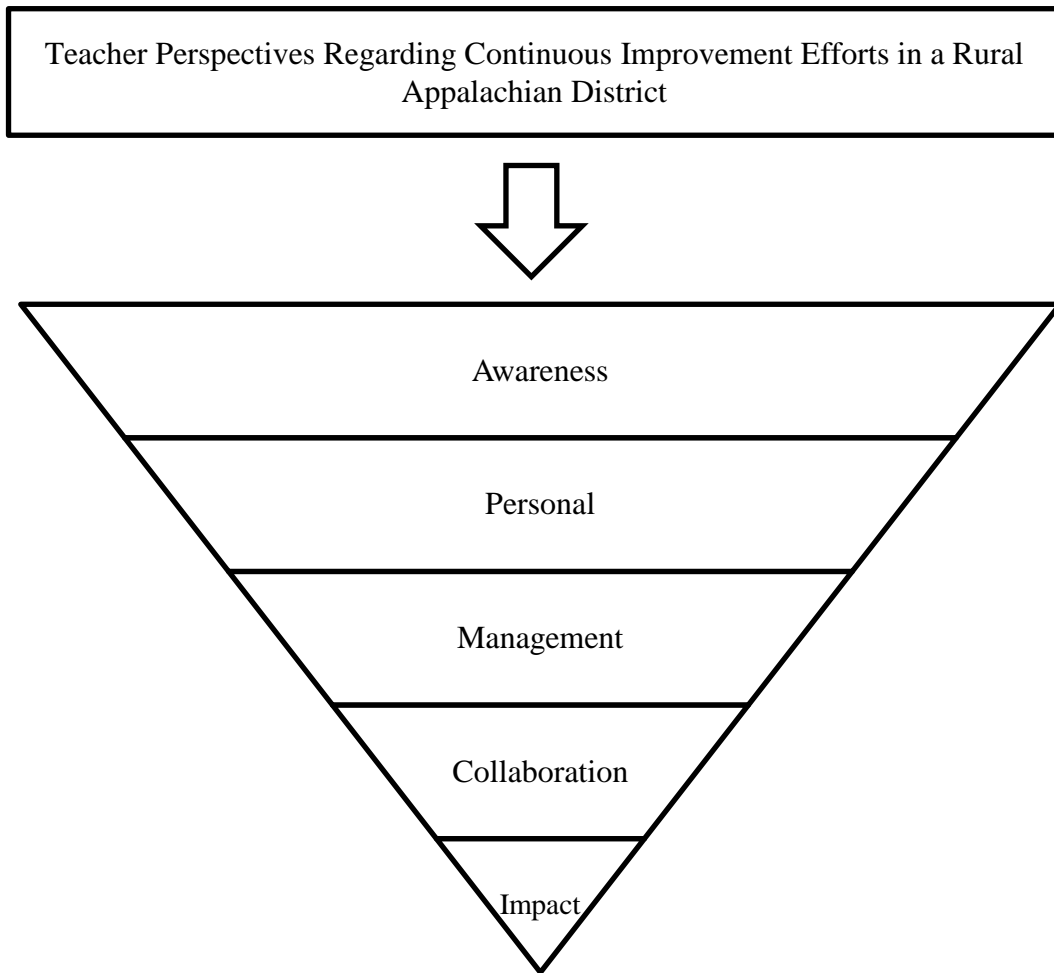 Teacher Perspectives Regarding Continuous Improvement Efforts in a Rural
Appalachian District
Awareness
Personal
Management
Collaboration
Impact